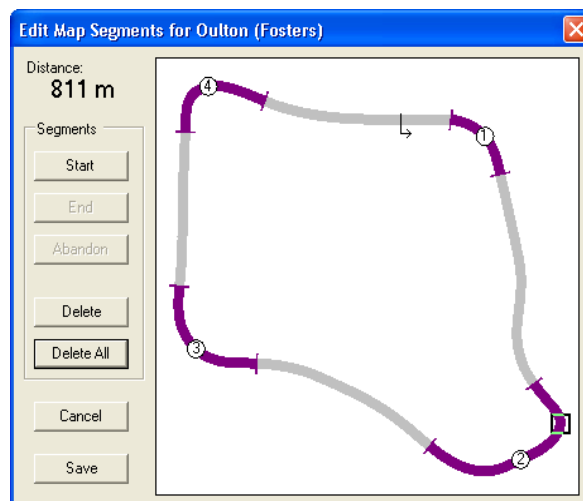 Edit Map Segments for Oulton (Fosters)
Distance:
811 m
Segments
Start
End
Abandon
Delete
Delete All
Cancel
Save
4
1
3
2